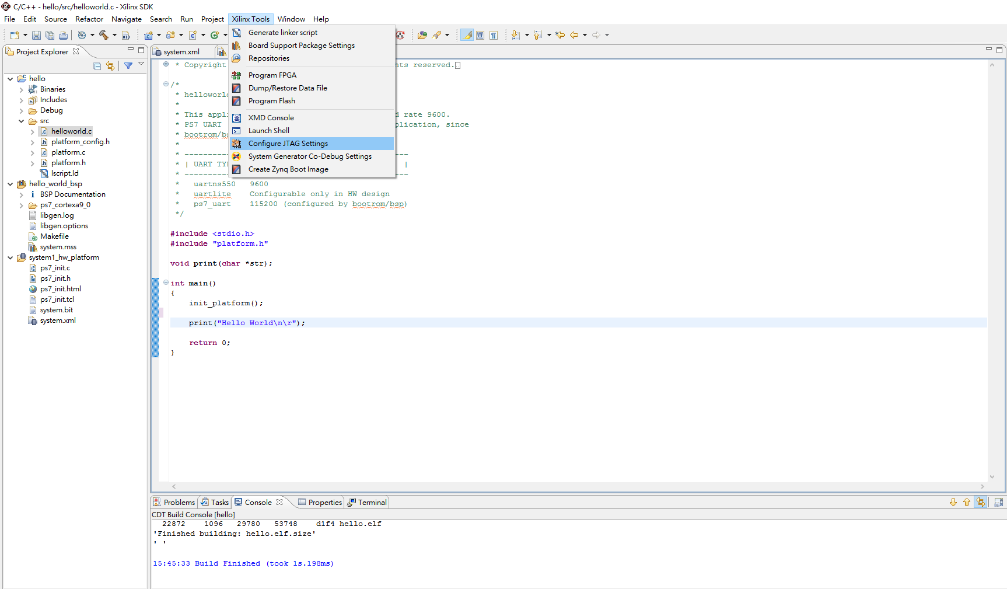 C/C++ - hello/src/helloworld.c - Xilinx SDK
File Edit Source Refactor Navigate Search Run Project Xilinx Tools Window Help
Generate linker script
Board Support Package Settings
Repositories
Program FPGA
Dump/Restore Data File
Program Flash
XMD Console
Launch Shell
Configure JTAG Settings
System Generator Co-Debug Settings
Create Zynq Boot Image
Project Explorer
hello
Binaries
Includes
Debug
src
helloworld.c
platform_config.h
platform.c
platform.h
lscript.ld
hello_world_bsp
BSP Documentation
ps7_cortexa9_0
libgen.log
libgen.options
Makefile
system.mss
system1_hw_platform
ps7_init.c
ps7_init.h
ps7_init.html
ps7_init.tcl
system.bit
system.xml
system.xml
* Copyright
nts reserved.
/*
* helloworl
*
* This appl
d rate 9600.
* PS7 UART
plication, since
* bootrom/b
*
* | UART TY
|
* uartns550 9600
* uartlite Configurable only in HW design
* ps7_uart 115200 (configured by bootrom/bsp)
*/
#include <stdio.h>
#include "platform.h"
void print(char *str);
int main()
{
init_platform();
print("Hello World\n\r");
return 0;
}
Problems Tasks Console Properties Terminal
CDT Build Console [hello]
22872 1096 29780 53748 d1f4 hello.elf
'Finished building: hello.elf.size'
' '
15:45:33 Build Finished (took 1s.198ms)